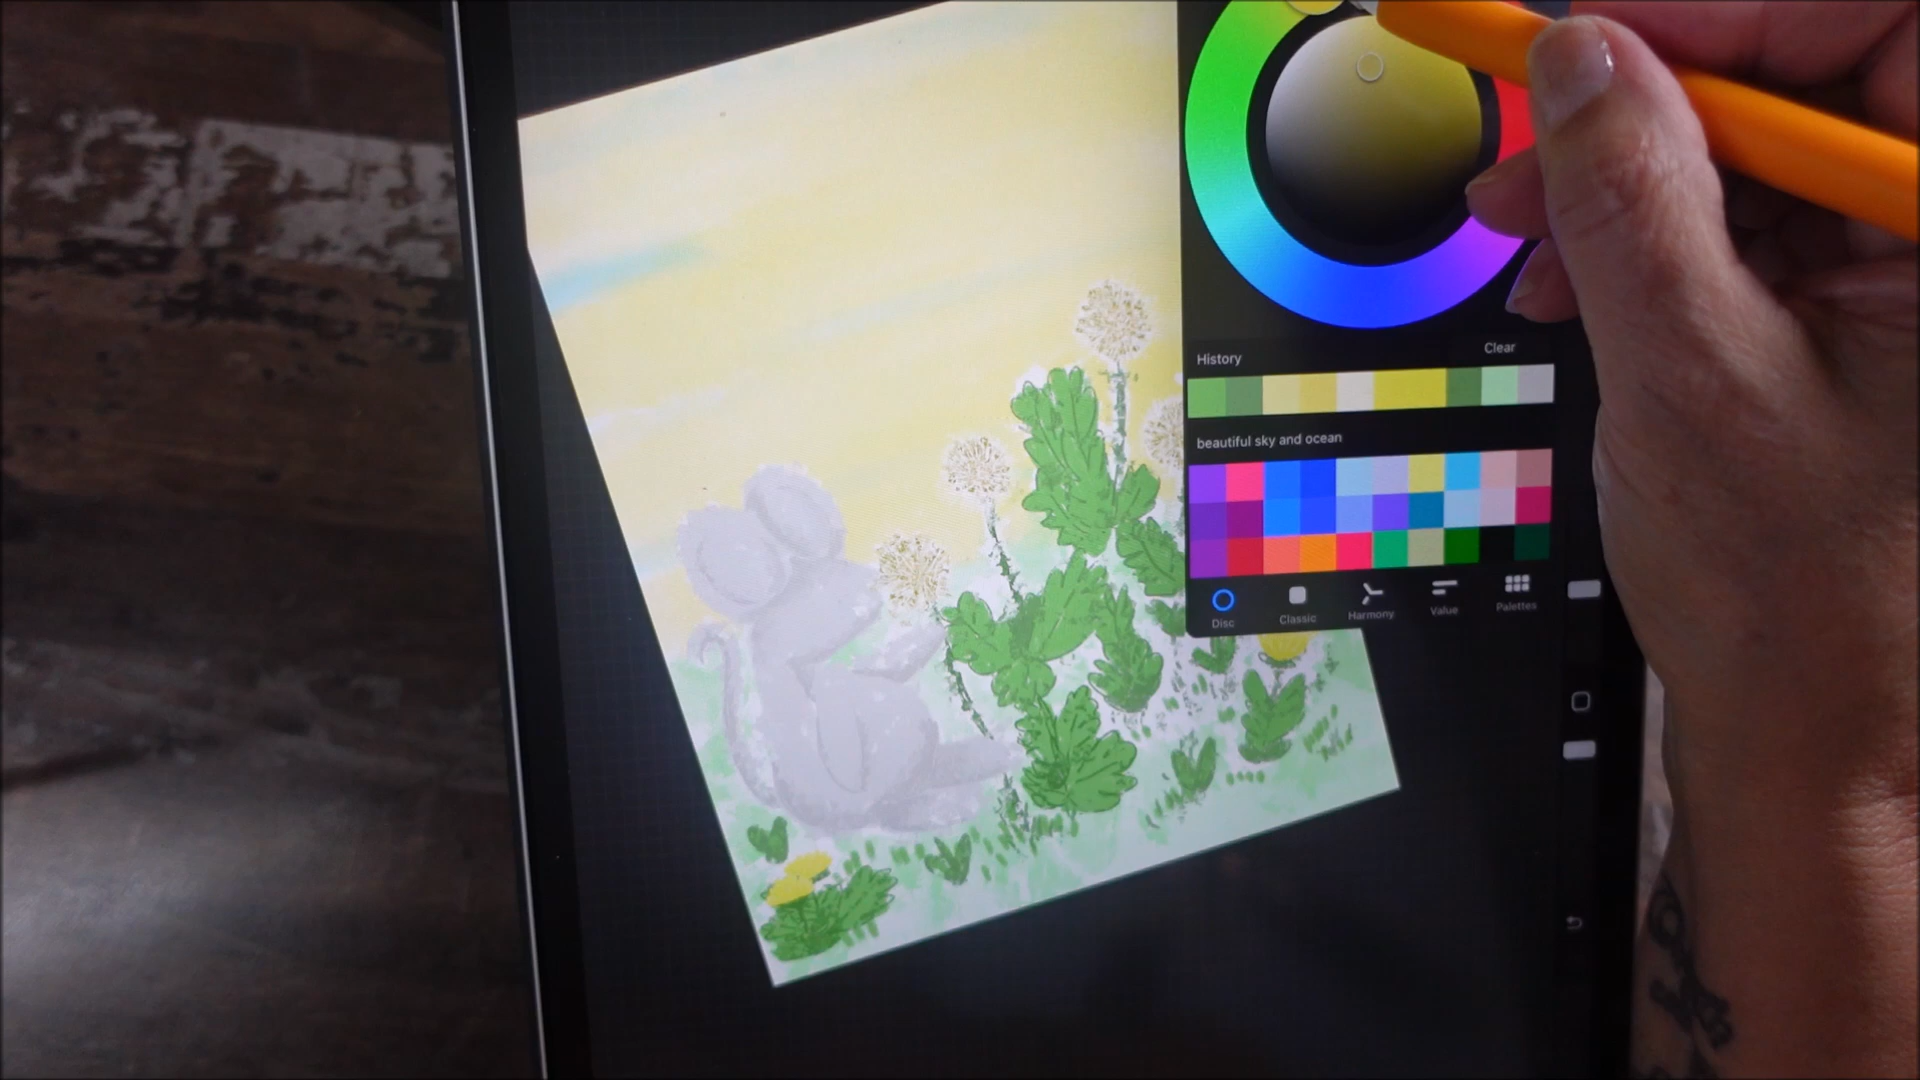 History
Clear
beautiful sky and ocean
Disc
Classic
Harmony
Value
Palettes